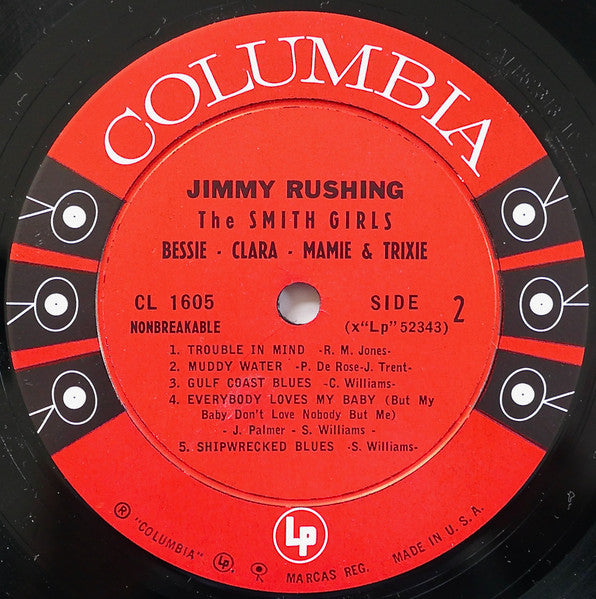 COLUMBIA
JIMMY RUSHING
The SMITH GIRLS
BESSIE - CLARA - MAMIE & TRIXIE
CL 1605
NONBREAKABLE
SIDE 2
(x"Lp"52343)
1. TROUBLE IN MIND -R. M. Jones-
2. MUDDY WATER -P. De Rose-J. Trent-
3. GULF COAST BLUES -C. Williams-
4. EVERYBODY LOVES MY BABY (But My
Baby Don't Love Nobody But Me)
- J. Palmer - S. Williams -
5. SHIPWRECKED BLUES -S. Williams-
Lp
® "COLUMBIA" Lp ® MARCAS REG. MADE IN U. S. A.